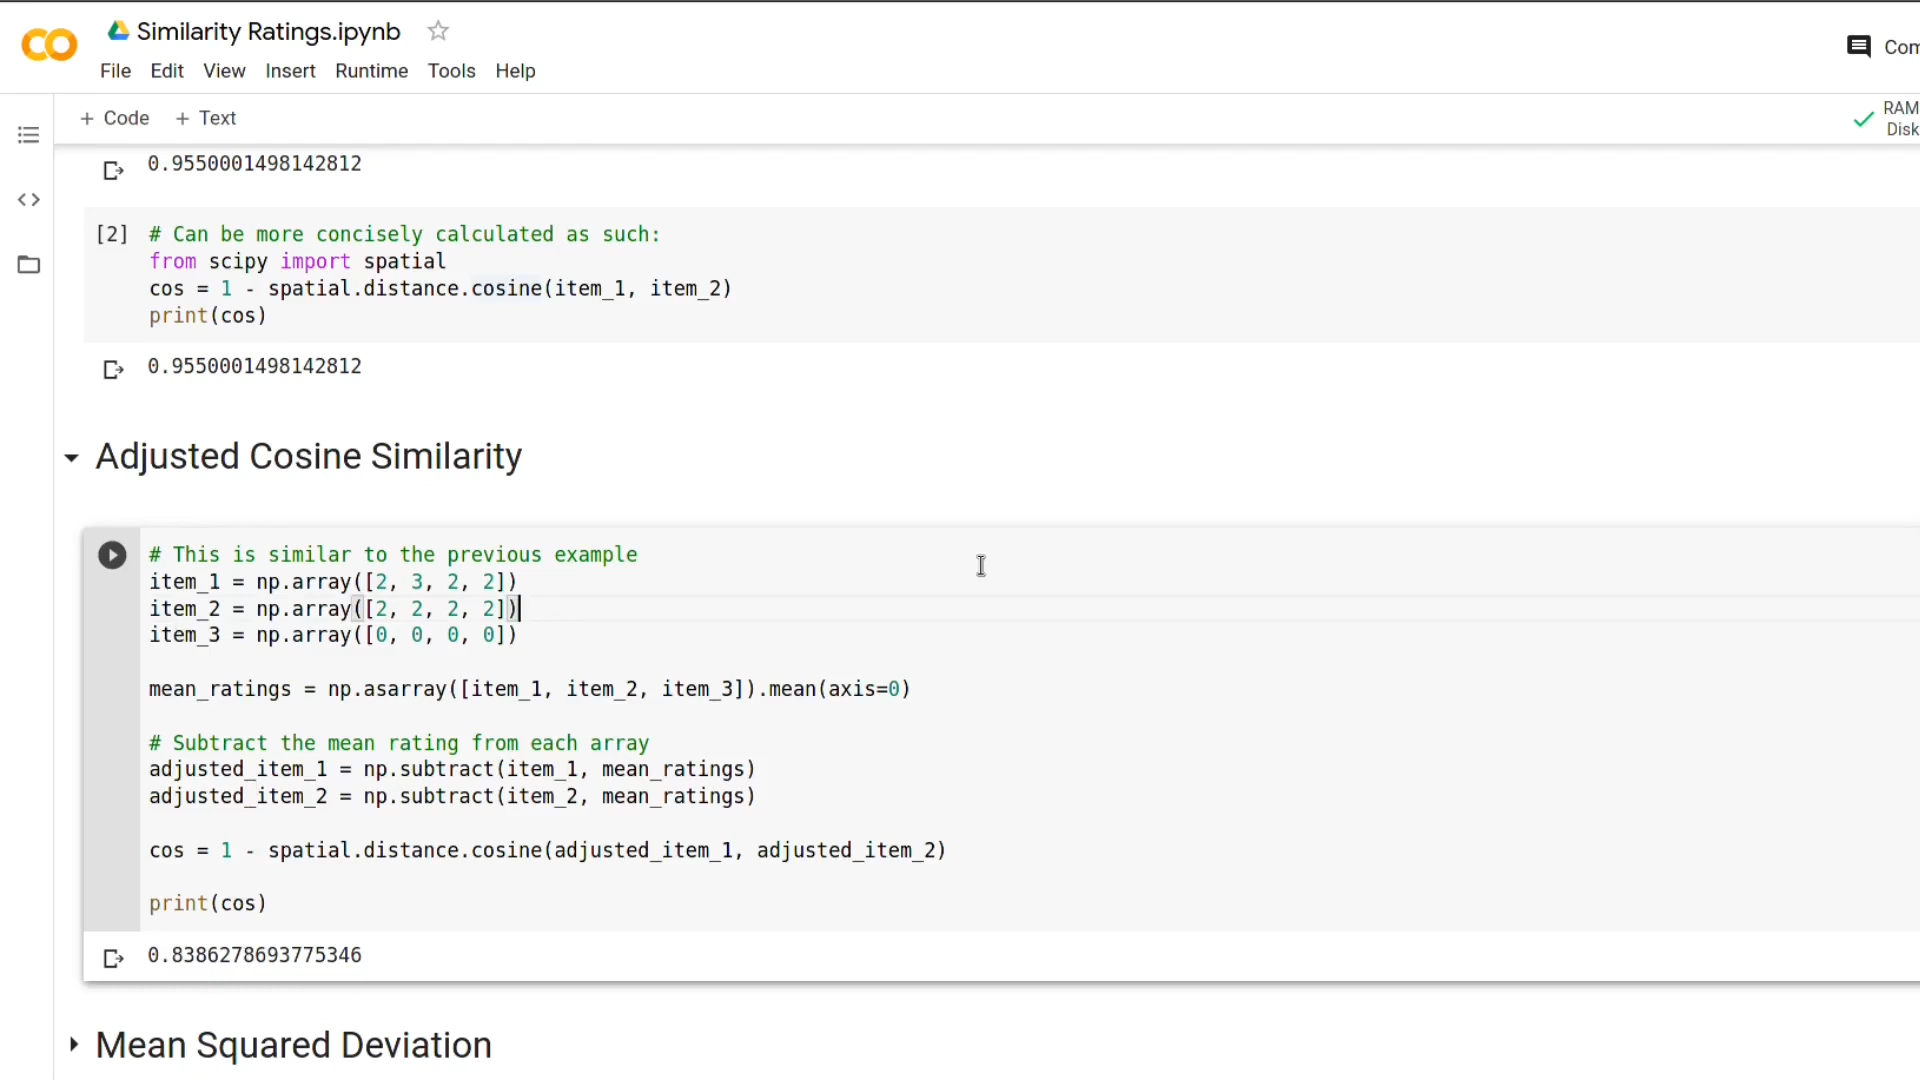 Similarity Ratings.ipynb
File Edit View Insert Runtime Tools Help
Com
+ Code + Text
RAM
Disk
0.9550001498142812
[2] # Can be more concisely calculated as such:
from scipy import spatial
cos = 1 - spatial.distance.cosine(item_1, item_2)
print(cos)
0.9550001498142812
Adjusted Cosine Similarity
# This is similar to the previous example
item_1 = np.array([2, 3, 2, 2])
item_2 = np.array([2, 2, 2, 2])
item_3 = np.array([0, 0, 0, 0])
mean_ratings = np.asarray([item_1, item_2, item_3]).mean(axis=0)
# Subtract the mean rating from each array
adjusted_item_1 = np.subtract(item_1, mean_ratings)
adjusted_item_2 = np.subtract(item_2, mean_ratings)
cos = 1 - spatial.distance.cosine(adjusted_item_1, adjusted_item_2)
print(cos)
0.8386278693775346
Mean Squared Deviation